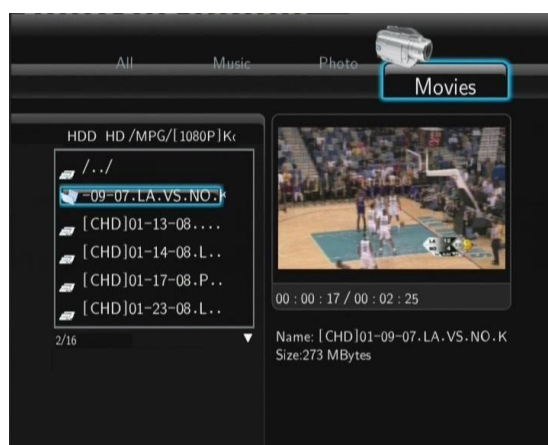 All Music Photo Movies
HDD HD/MPG/[1080P]K
/../
-09-07.LA.VS.NO.K
[CHD]01-13-08....
[CHD]01-14-08.L..
[CHD]01-17-08.P..
[CHD]01-23-08.L..
2/16
00:00:17/00:02:25
Name: [CHD]01-09-07.LA.VS.NO.K
Size:273 MBytes